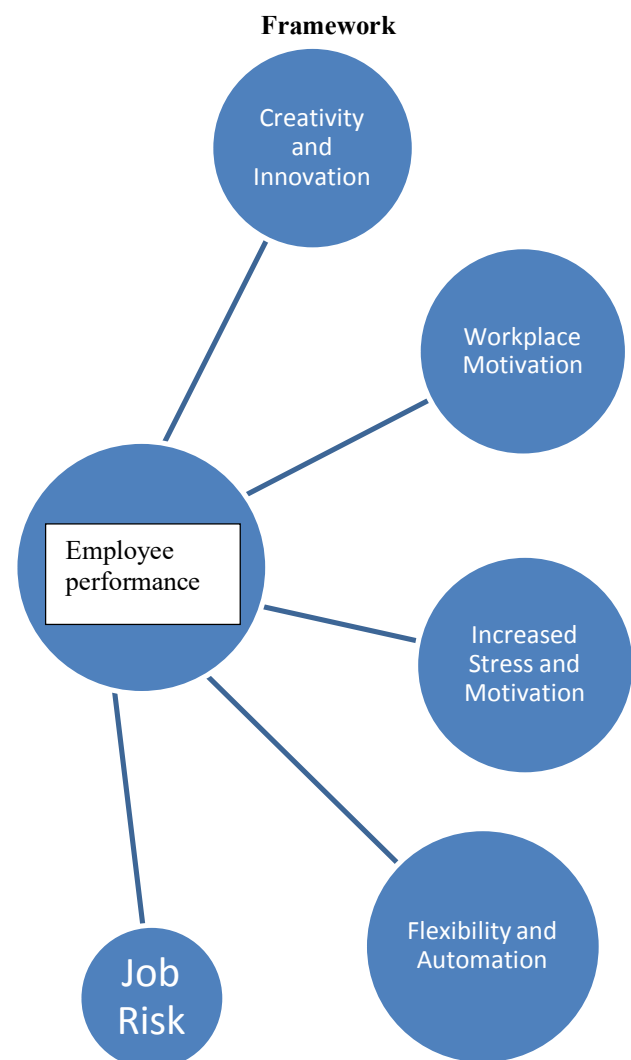 Framework
Creativity
and
Innovation
Workplace
Motivation
Employee
performance
Increased
Stress and
Motivation
Flexibility and
Automation
Job
Risk